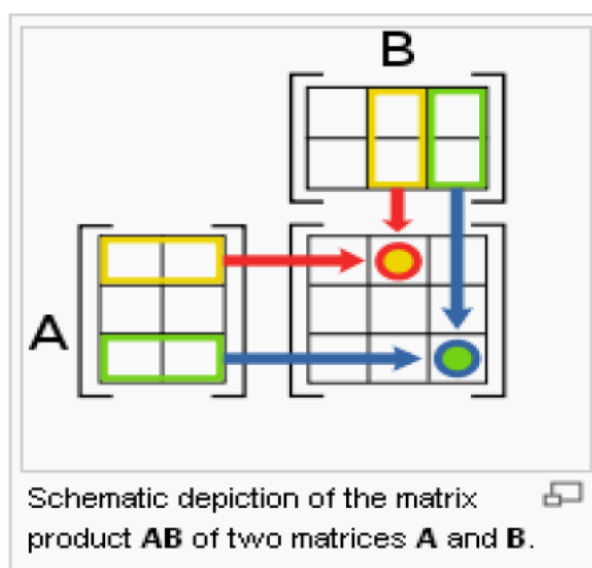 B
A
Schematic depiction of the matrix
product AB of two matrices A and B.